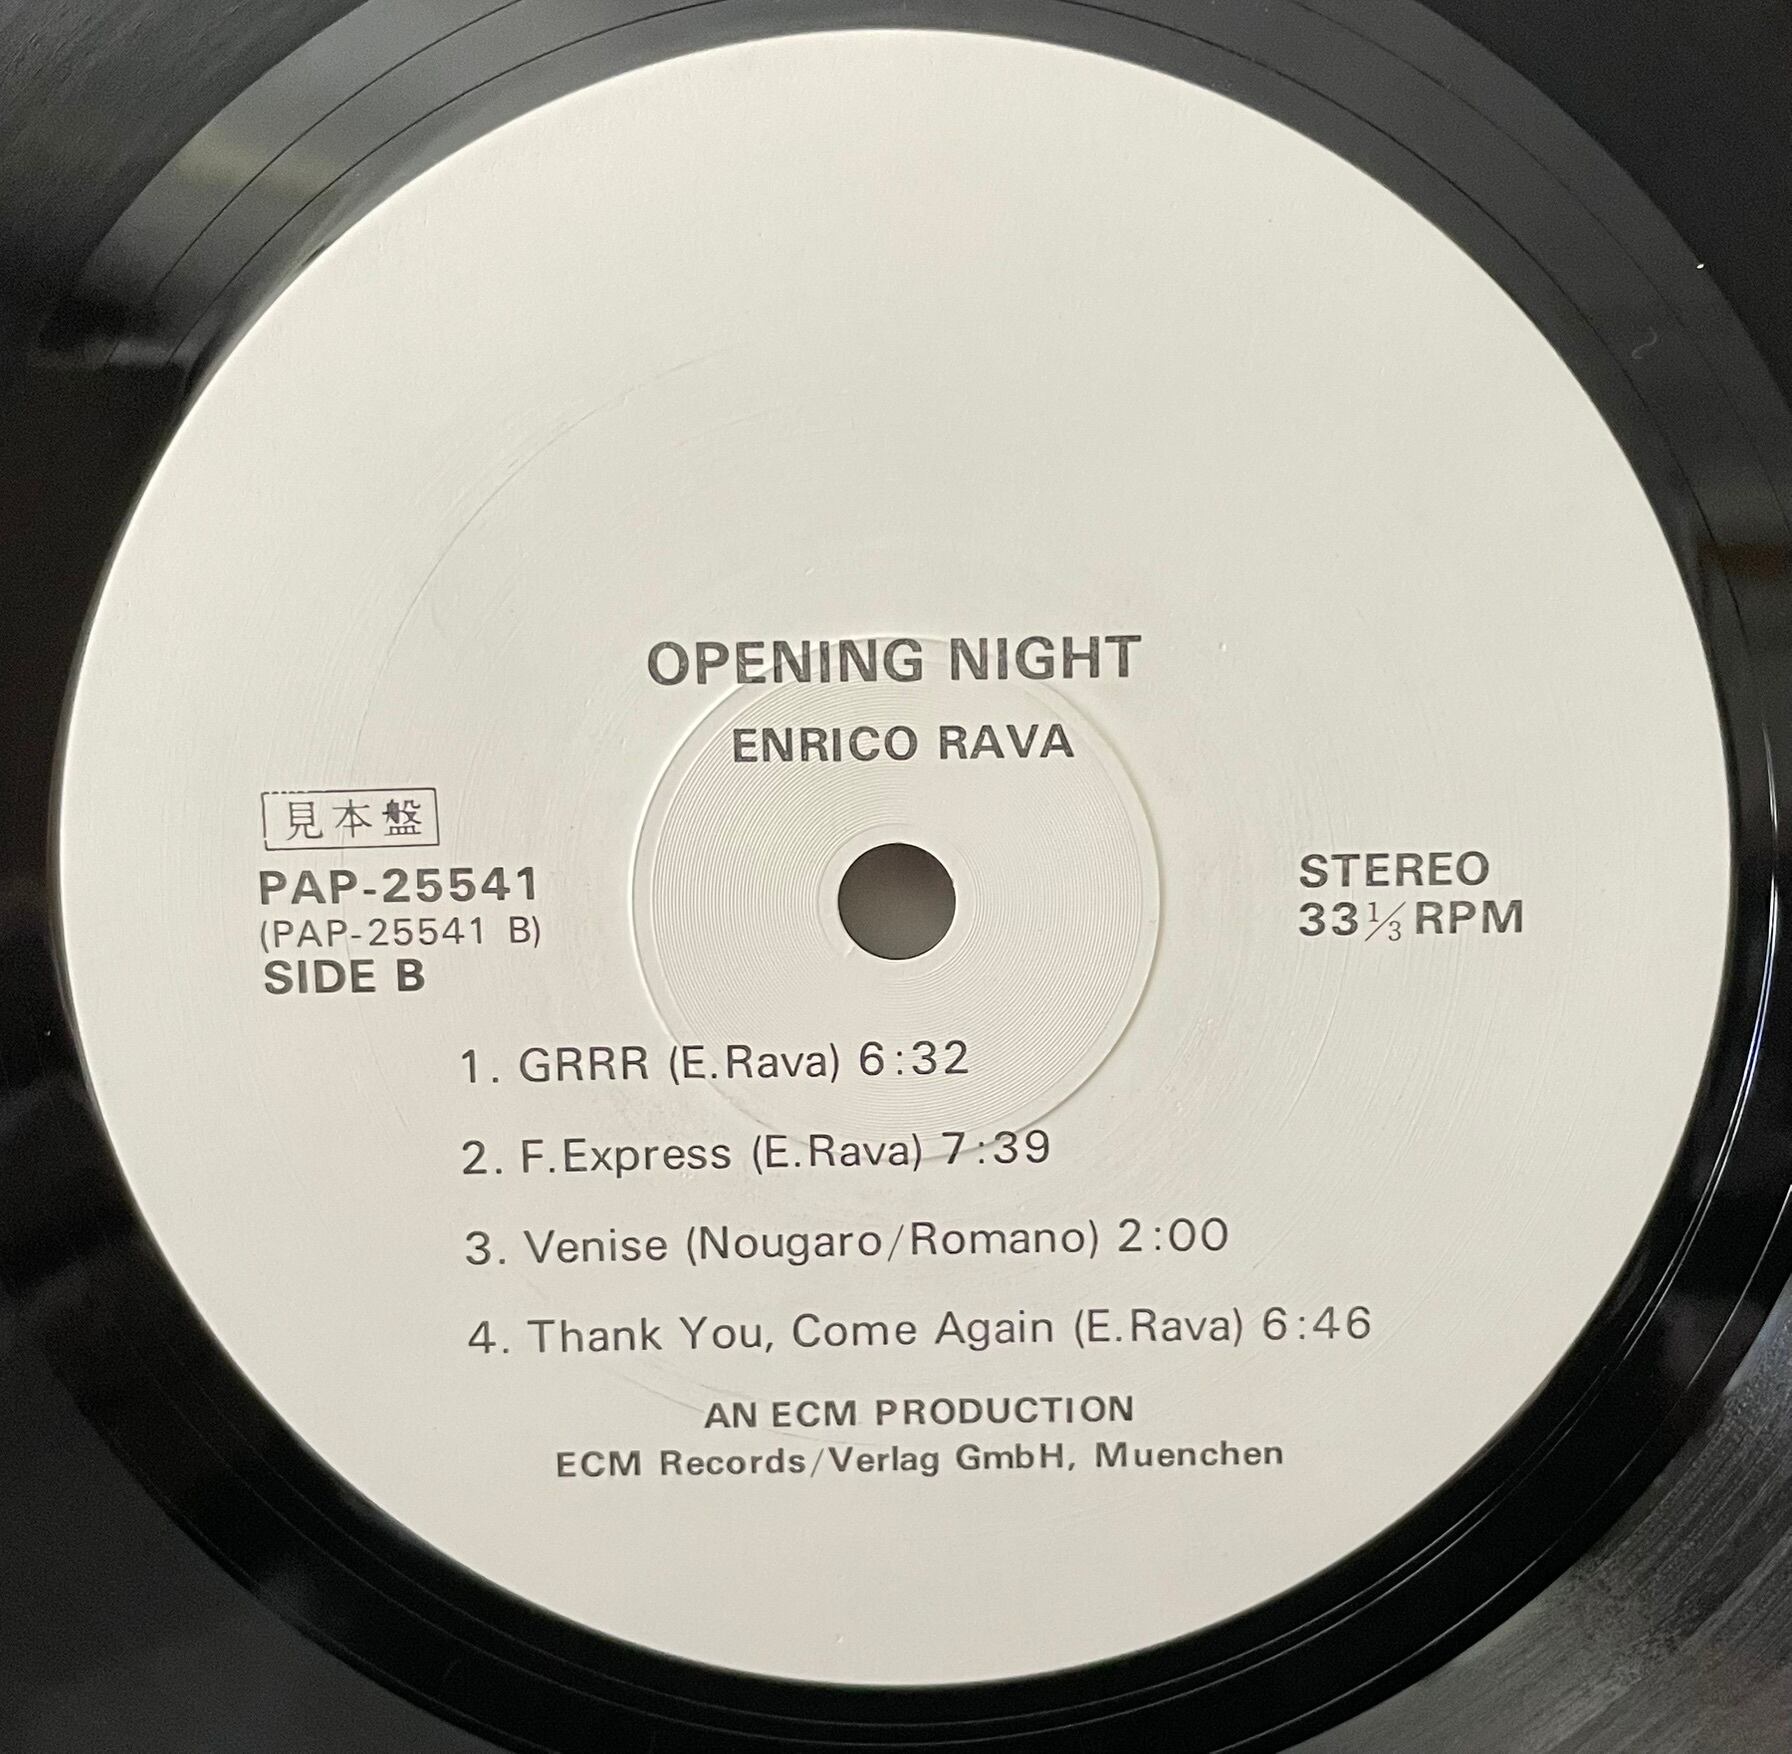 OPENING NIGHT
ENRICO RAVA
見本盤
PAP-25541
(PAP-25541 B)
SIDE B
STEREO
33 1/3 RPM
1. GRRR (E.Rava) 6:32
2. F.Express (E.Rava) 7:39
3. Venise (Nougaro/Romano) 2:00
4. Thank You, Come Again (E.Rava) 6:46
AN ECM PRODUCTION
ECM Records/Verlag GmbH, Muenchen